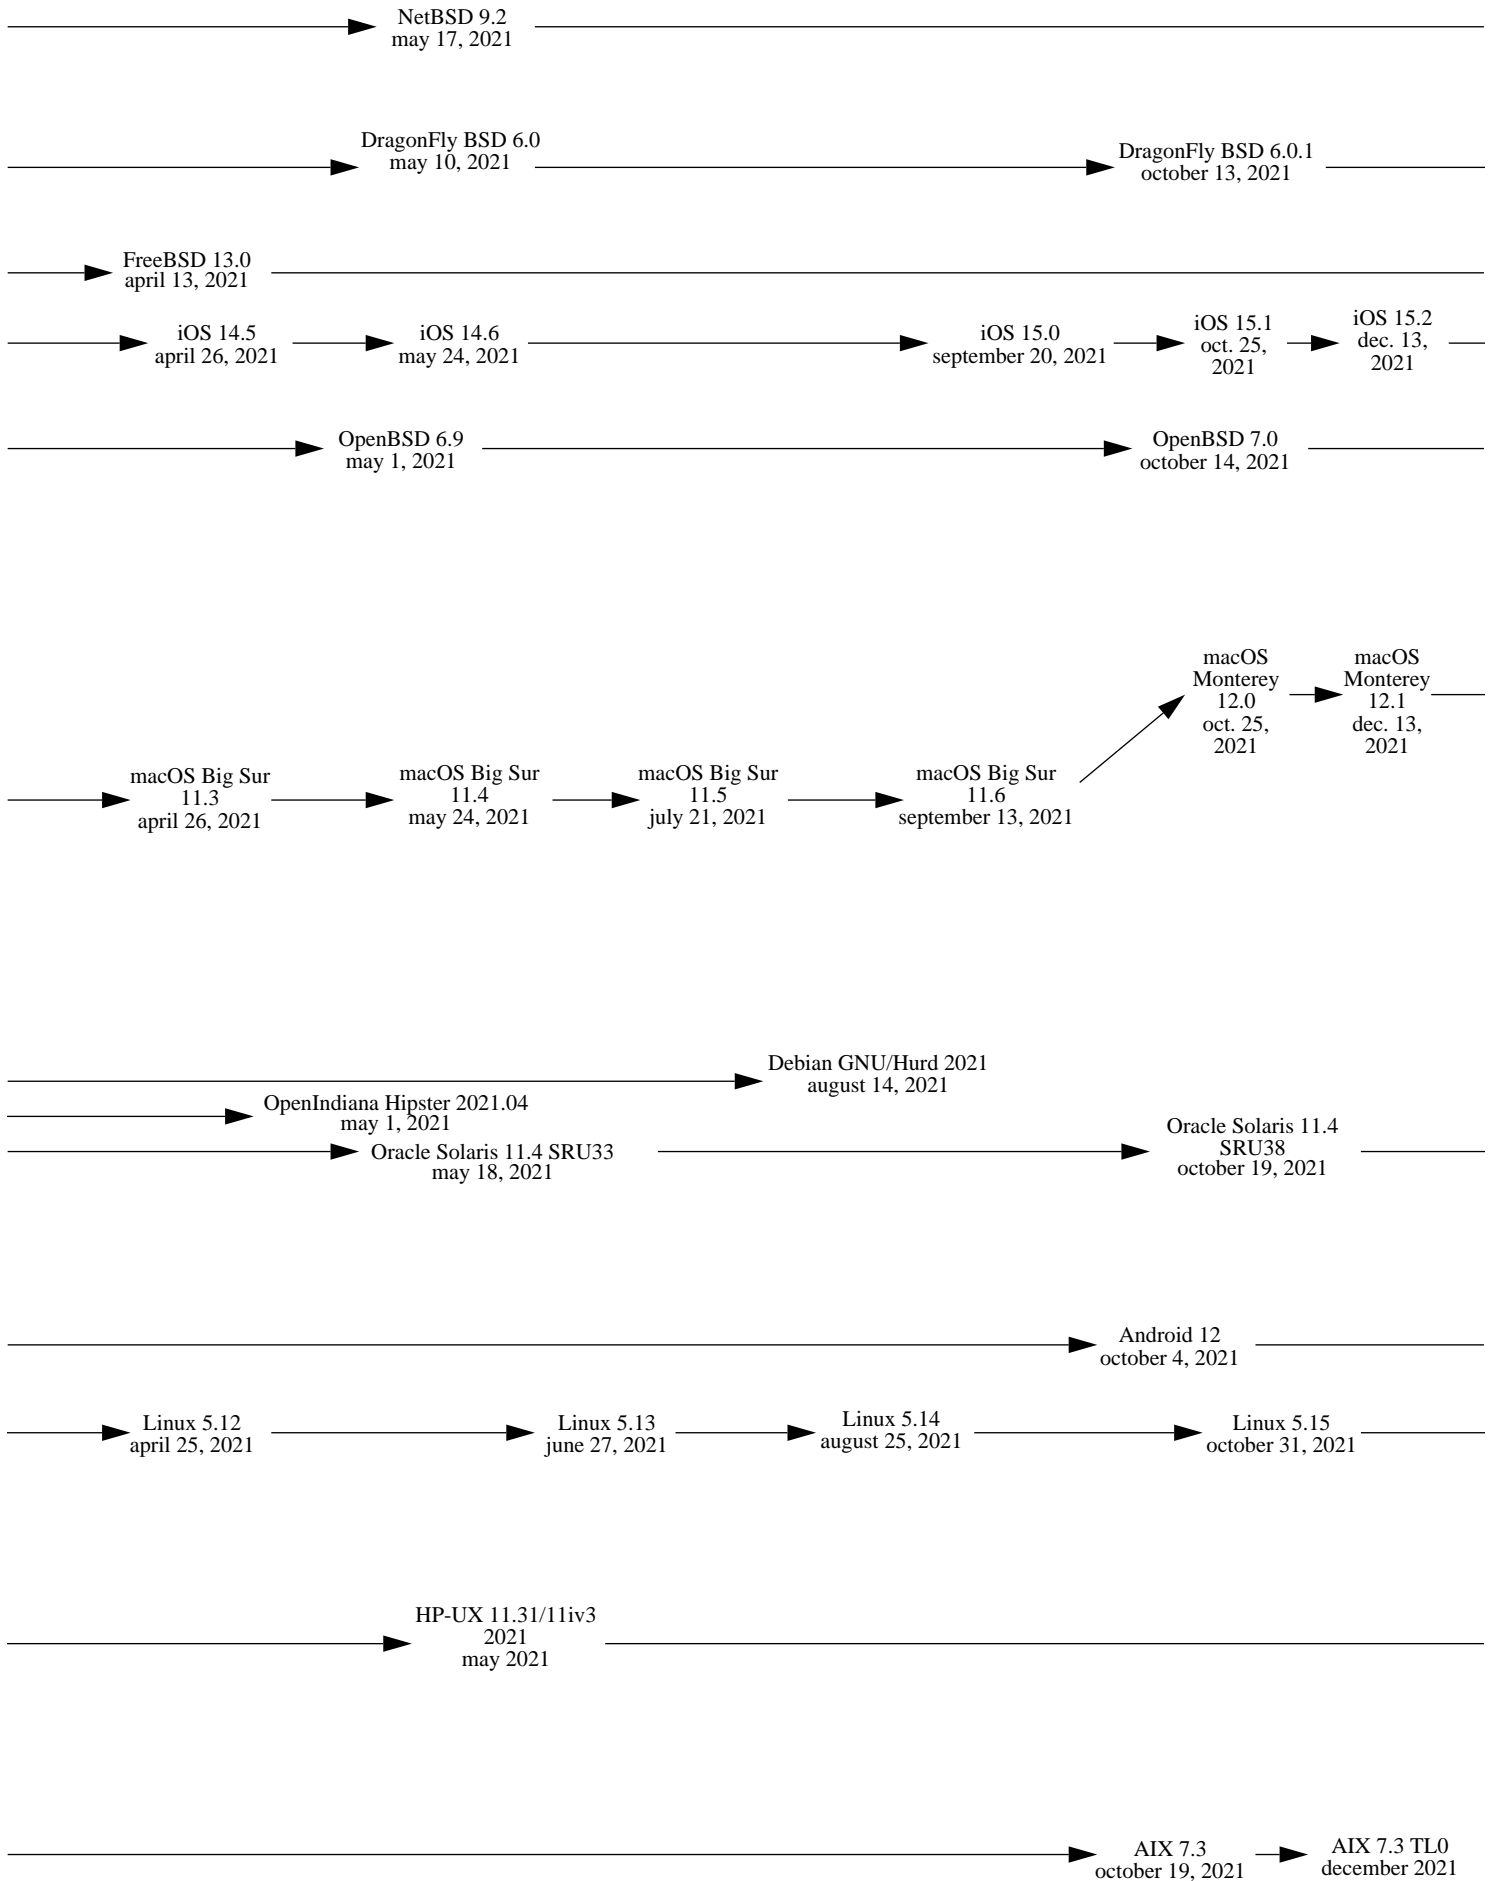 NetBSD 9.2
may 17, 2021
DragonFly BSD 6.0
may 10, 2021
DragonFly BSD 6.0.1
october 13, 2021
FreeBSD 13.0
april 13, 2021
iOS 14.5
april 26, 2021
iOS 14.6
may 24, 2021
iOS 15.0
september 20, 2021
iOS 15.1
oct. 25,
2021
iOS 15.2
dec. 13,
2021
OpenBSD 6.9
may 1, 2021
OpenBSD 7.0
october 14, 2021
macOS
Monterey
12.0
oct. 25,
2021
macOS
Monterey
12.1
dec. 13,
2021
macOS Big Sur
11.3
april 26, 2021
macOS Big Sur
11.4
may 24, 2021
macOS Big Sur
11.5
july 21, 2021
macOS Big Sur
11.6
september 13, 2021
Debian GNU/Hurd 2021
august 14, 2021
OpenIndiana Hipster 2021.04
may 1, 2021
Oracle Solaris 11.4 SRU33
may 18, 2021
Oracle Solaris 11.4
SRU38
october 19, 2021
Android 12
october 4, 2021
Linux 5.12
april 25, 2021
Linux 5.13
june 27, 2021
Linux 5.14
august 25, 2021
Linux 5.15
october 31, 2021
HP-UX 11.31/11iv3
2021
may 2021
AIX 7.3
october 19, 2021
AIX 7.3 TL0
december 2021